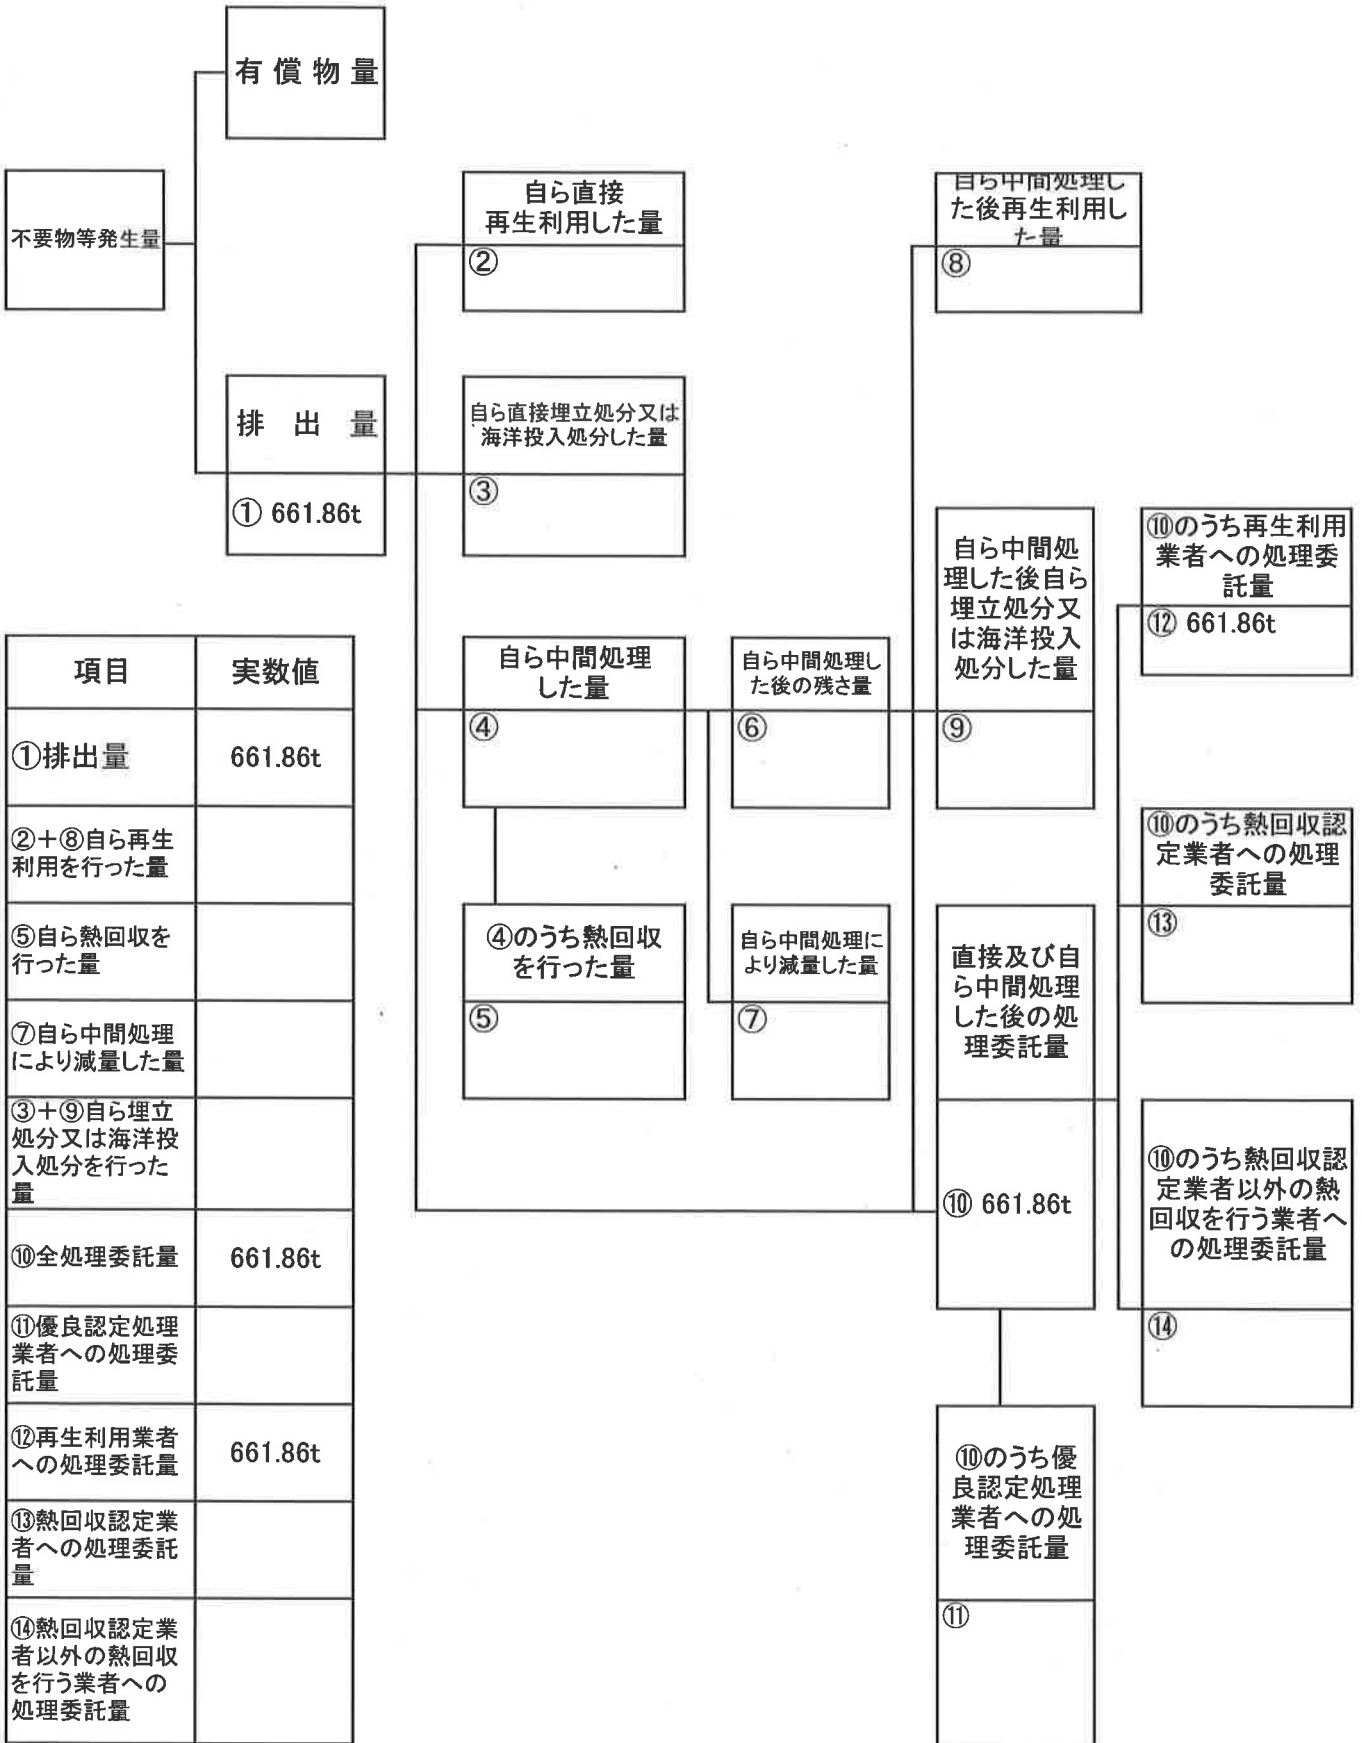 有償物量
不要物等発生量
自ら直接
再生利用した量
②
自ら中間処理し
た後再生利用し
た量
⑧
排出量
① 661.86t
自ら直接埋立処分又は
海洋投入処分した量
③
自ら中間処理
した量
④
自ら中間処理し
た後の残さ量
⑥
自ら中間処
理した後自ら
埋立処分又
は海洋投入
処分した量
⑨
⑩のうち再生利用
業者への処理委
託量
⑫ 661.86t
④のうち熱回収
を行った量
⑤
自ら中間処理に
より減量した量
⑦
直接及び自
ら中間処理
した後の処
理委託量
⑩ 661.86t
⑩のうち熱回収認
定業者への処理
委託量
⑬
⑩のうち熱回収認
定業者以外の熱
回収を行う業者へ
の処理委託量
⑭
⑩のうち優
良認定処理
業者への処
理委託量
⑪
項目 実数値
①排出量 661.86t
②+⑧自ら再生
利用を行った量
⑤自ら熱回収を
行った量
⑦自ら中間処理
により減量した量
③+⑨自ら埋立
処分又は海洋投
入処分を行った
量
⑩全処理委託量 661.86t
⑪優良認定処理
業者への処理委
託量
⑫再生利用業者
への処理委託量 661.86t
⑬熱回収認定業
者への処理委託
量
⑭熱回収認定業
者以外の熱回収
を行う業者への
処理委託量